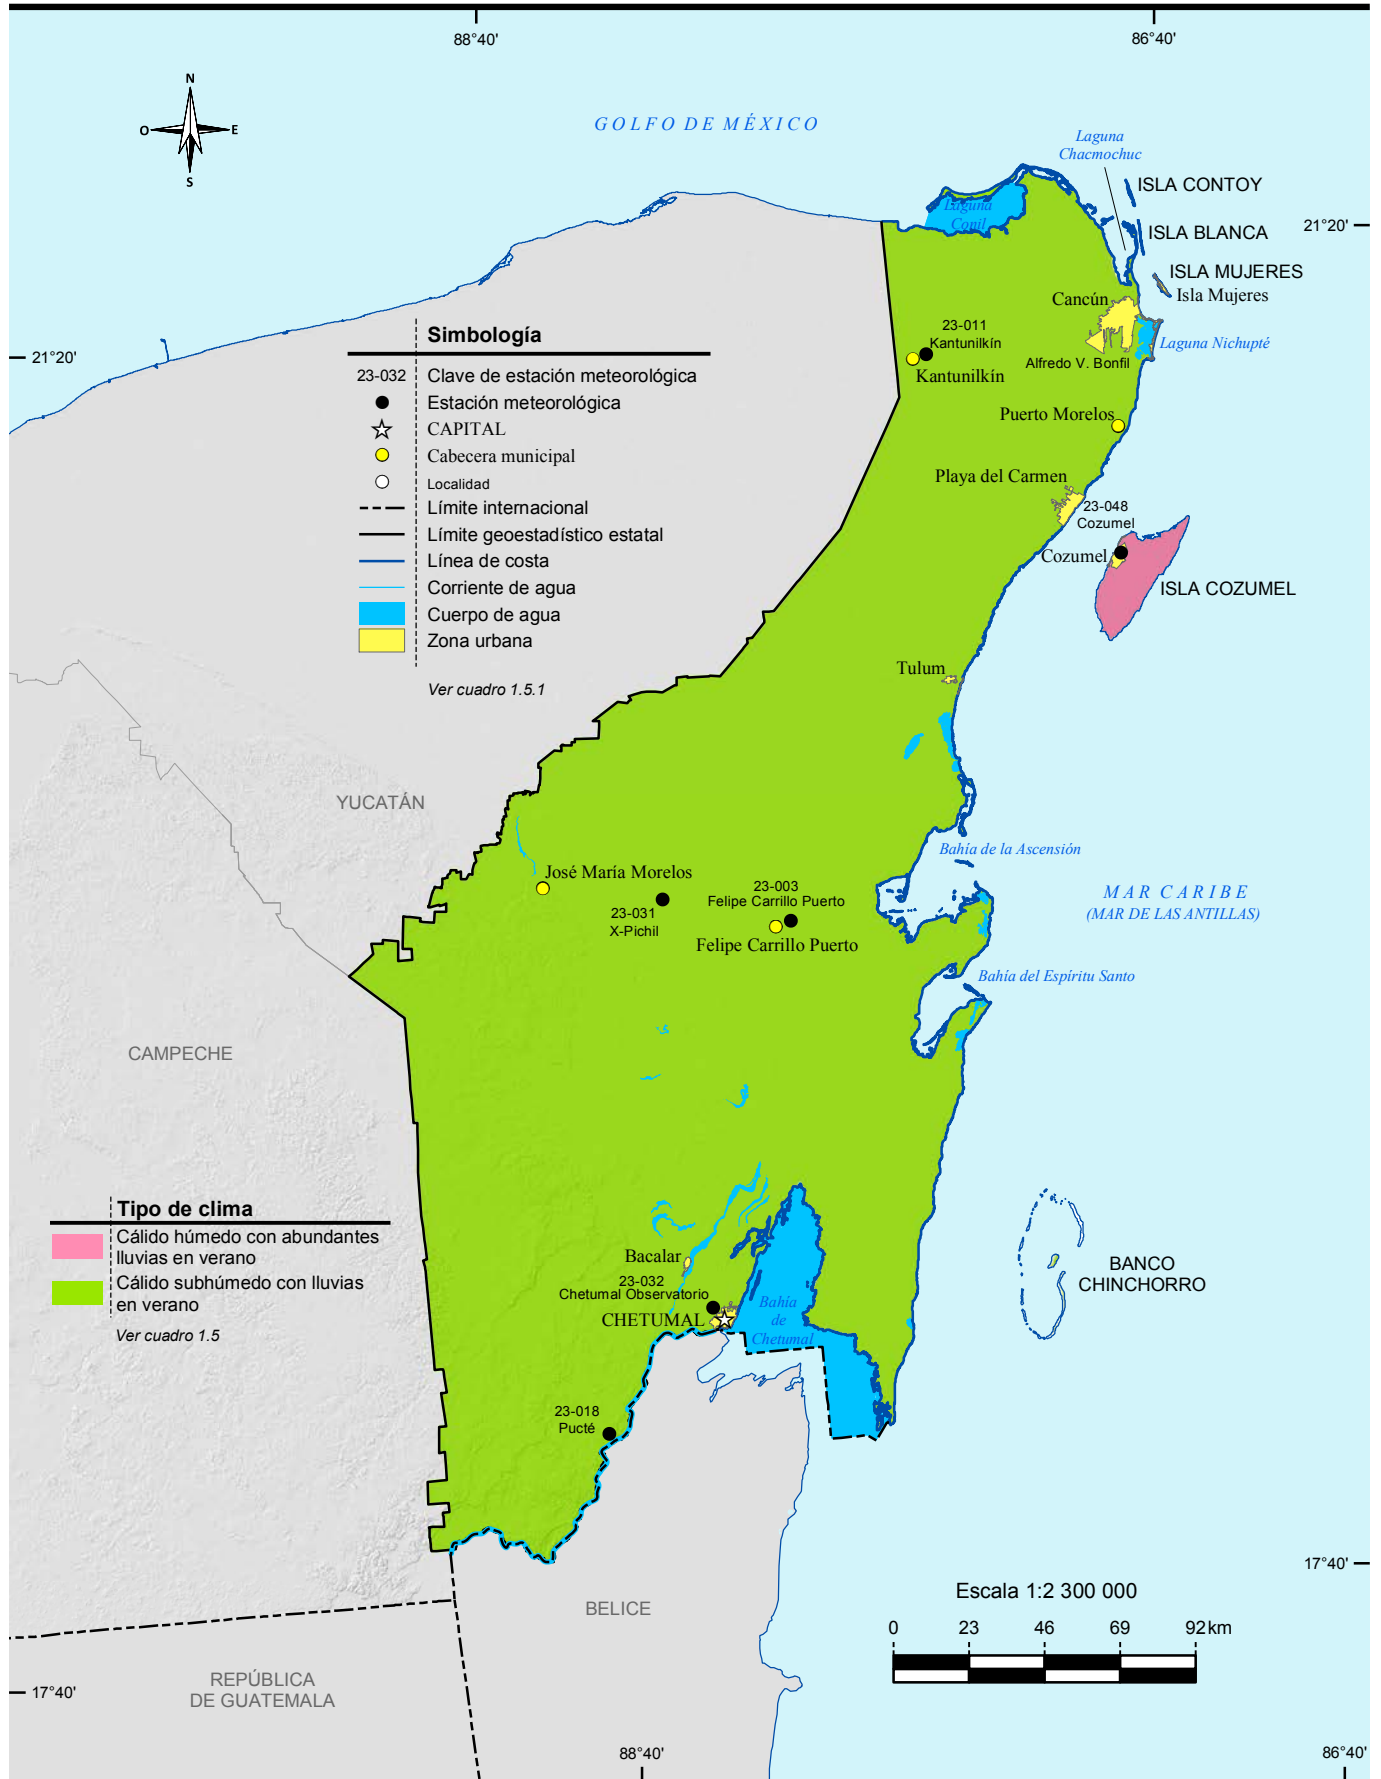 88°40'
86°40'
N
O
E
S
GOLFO DE MÉXICO
Laguna
Chacmochuc
ISLA CONTOY
Laguna
Conil
21°20'
ISLA BLANCA
ISLA MUJERES
Isla Mujeres
Cancún
23-011
Kantunilkín
Kantunilkín
Laguna Nichupté
Alfredo V. Bonfil
21°20'
Simbología
23-032 Clave de estación meteorológica
Estación meteorológica
CAPITAL
Cabecera municipal
Localidad
Límite internacional
Límite geoestadístico estatal
Línea de costa
Corriente de agua
Cuerpo de agua
Zona urbana
Ver cuadro 1.5.1
Puerto Morelos
Playa del Carmen
23-048
Cozumel
Cozumel
ISLA COZUMEL
Tulum
YUCATÁN
Bahía de la Ascensión
José María Morelos
23-031
X-Pichil
23-003
Felipe Carrillo Puerto
Felipe Carrillo Puerto
MAR CARIBE
(MAR DE LAS ANTILLAS)
Bahía del Espíritu Santo
CAMPECHE
Tipo de clima
Cálido húmedo con abundantes
lluvias en verano
Cálido subhúmedo con lluvias
en verano
Ver cuadro 1.5
Bacalar
23-032
Chetumal Observatorio
CHETUMAL
Bahía
de
Chetumal
BANCO
CHINCHORRO
23-018
Pucté
17°40'
BELICE
Escala 1:2 300 000
0 23 46 69 92 km
REPÚBLICA
DE GUATEMALA
17°40'
88°40'
86°40'